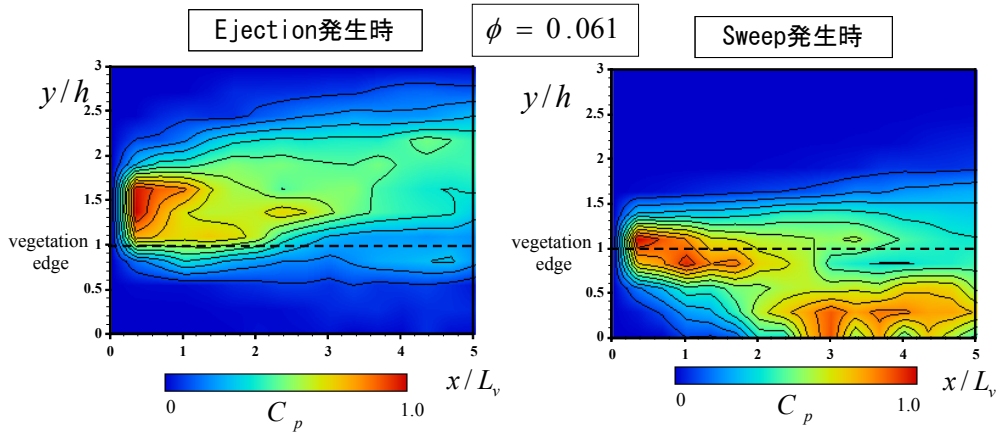 Ejection発生時
ϕ = 0.061
Sweep発生時
y/h
3
2.5
2
1.5
1
0.5
0
vegetation
edge
0 1 2 3 4 5
x/L_v
0 1.0
C_p
y/h
3
2.5
2
1.5
1
0.5
0
vegetation
edge
0 1 2 3 4 5
x/L_v
0 1.0
C_p